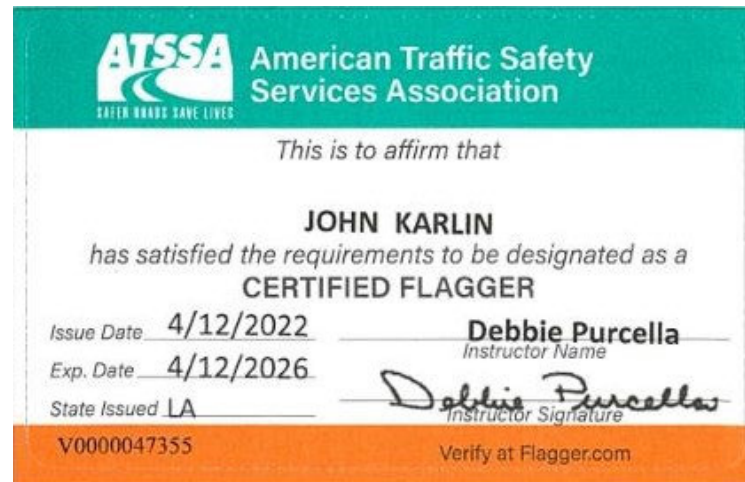 ATSSA
SAFER ROADS SAVE LIVES
American Traffic Safety
Services Association
This is to affirm that
JOHN KARLIN
has satisfied the requirements to be designated as a
CERTIFIED FLAGGER
Issue Date 4/12/2022
Debbie Purcella
Instructor Name
Exp. Date 4/12/2026
Debbie Purcella
Instructor Signature
State Issued LA
V0000047355
Verify at Flagger.com